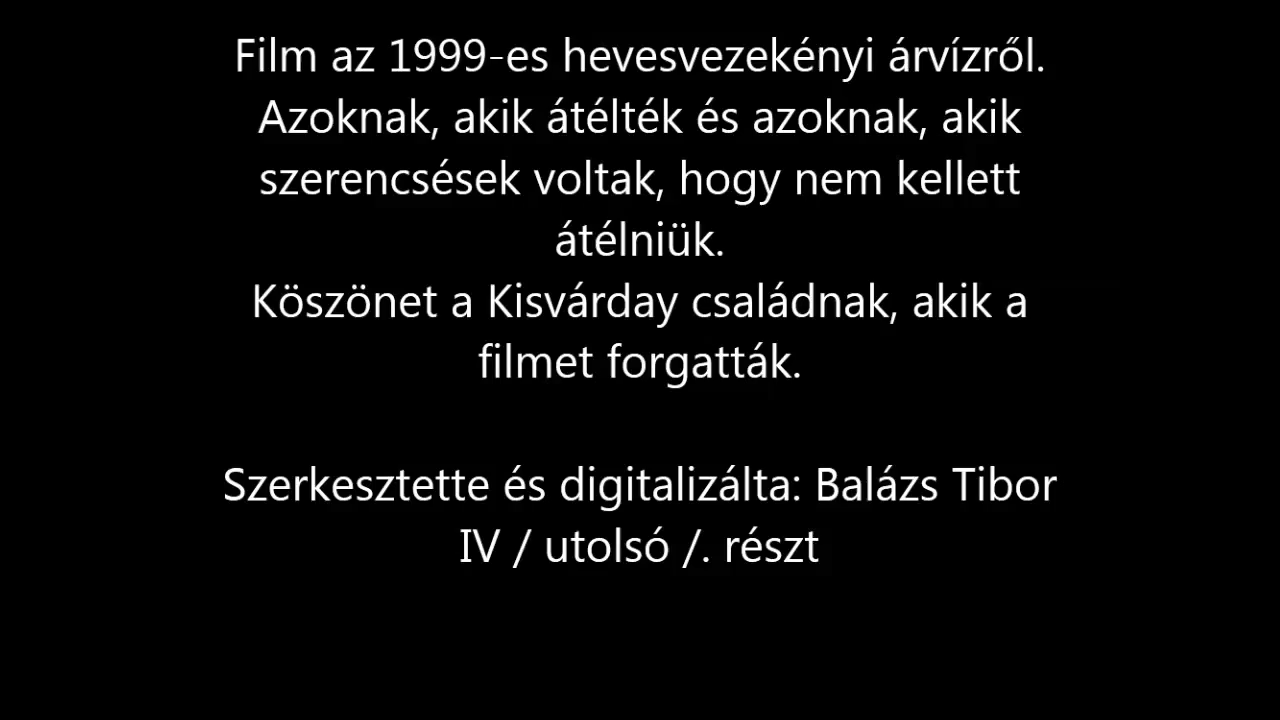 Film az 1999-es hevesvezekényi árvízről.
Azoknak, akik átélték és azoknak, akik
szerencsések voltak, hogy nem kellett
átélniük.
Köszönet a Kisvárday családnak, akik a
filmet forgatták.
Szerkesztette és digitalizálta: Balázs Tibor
IV / utolsó /. részt